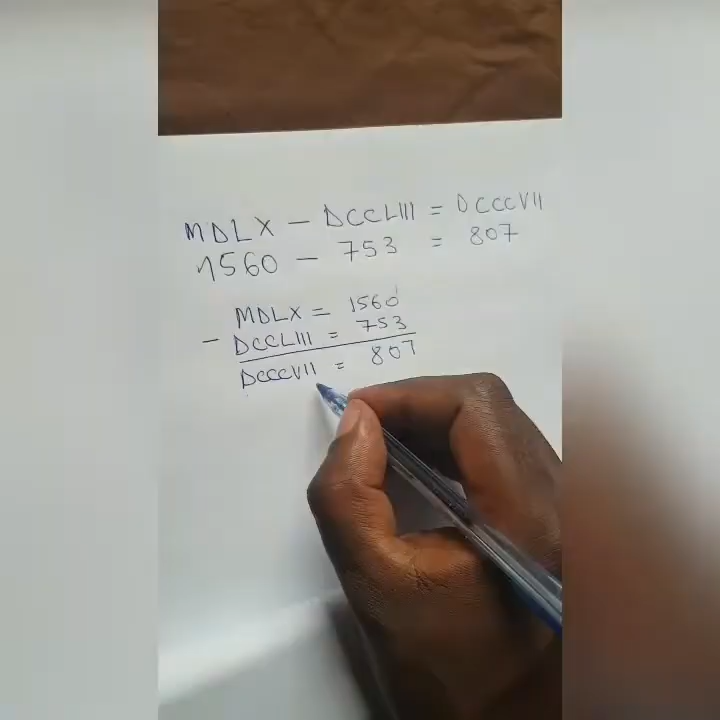 MDLX - DCCLIII = DCCCVII
1560 - 753 = 807
MDLX = 1560
- DCCLIII = 753
DCCCVII = 807